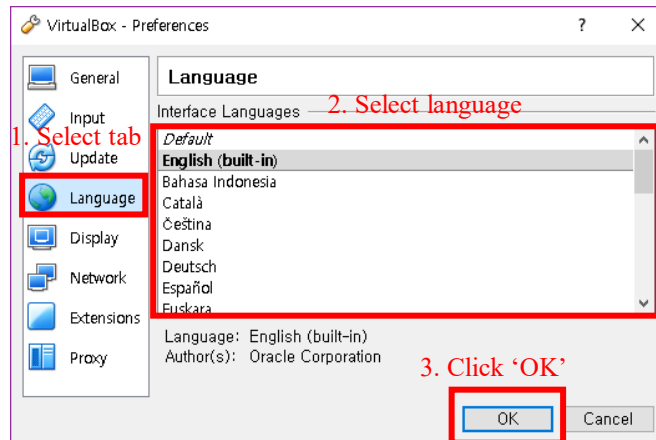 VirtualBox - Preferences
General
Input
Update
Language
Display
Network
Extensions
Proxy
1. Select tab
Language
Interface Languages
2. Select language
Default
English (built-in)
Bahasa Indonesia
Català
Čeština
Dansk
Deutsch
Español
Euskara
Language: English (built-in)
Author(s): Oracle Corporation
3. Click ‘OK’
OK
Cancel